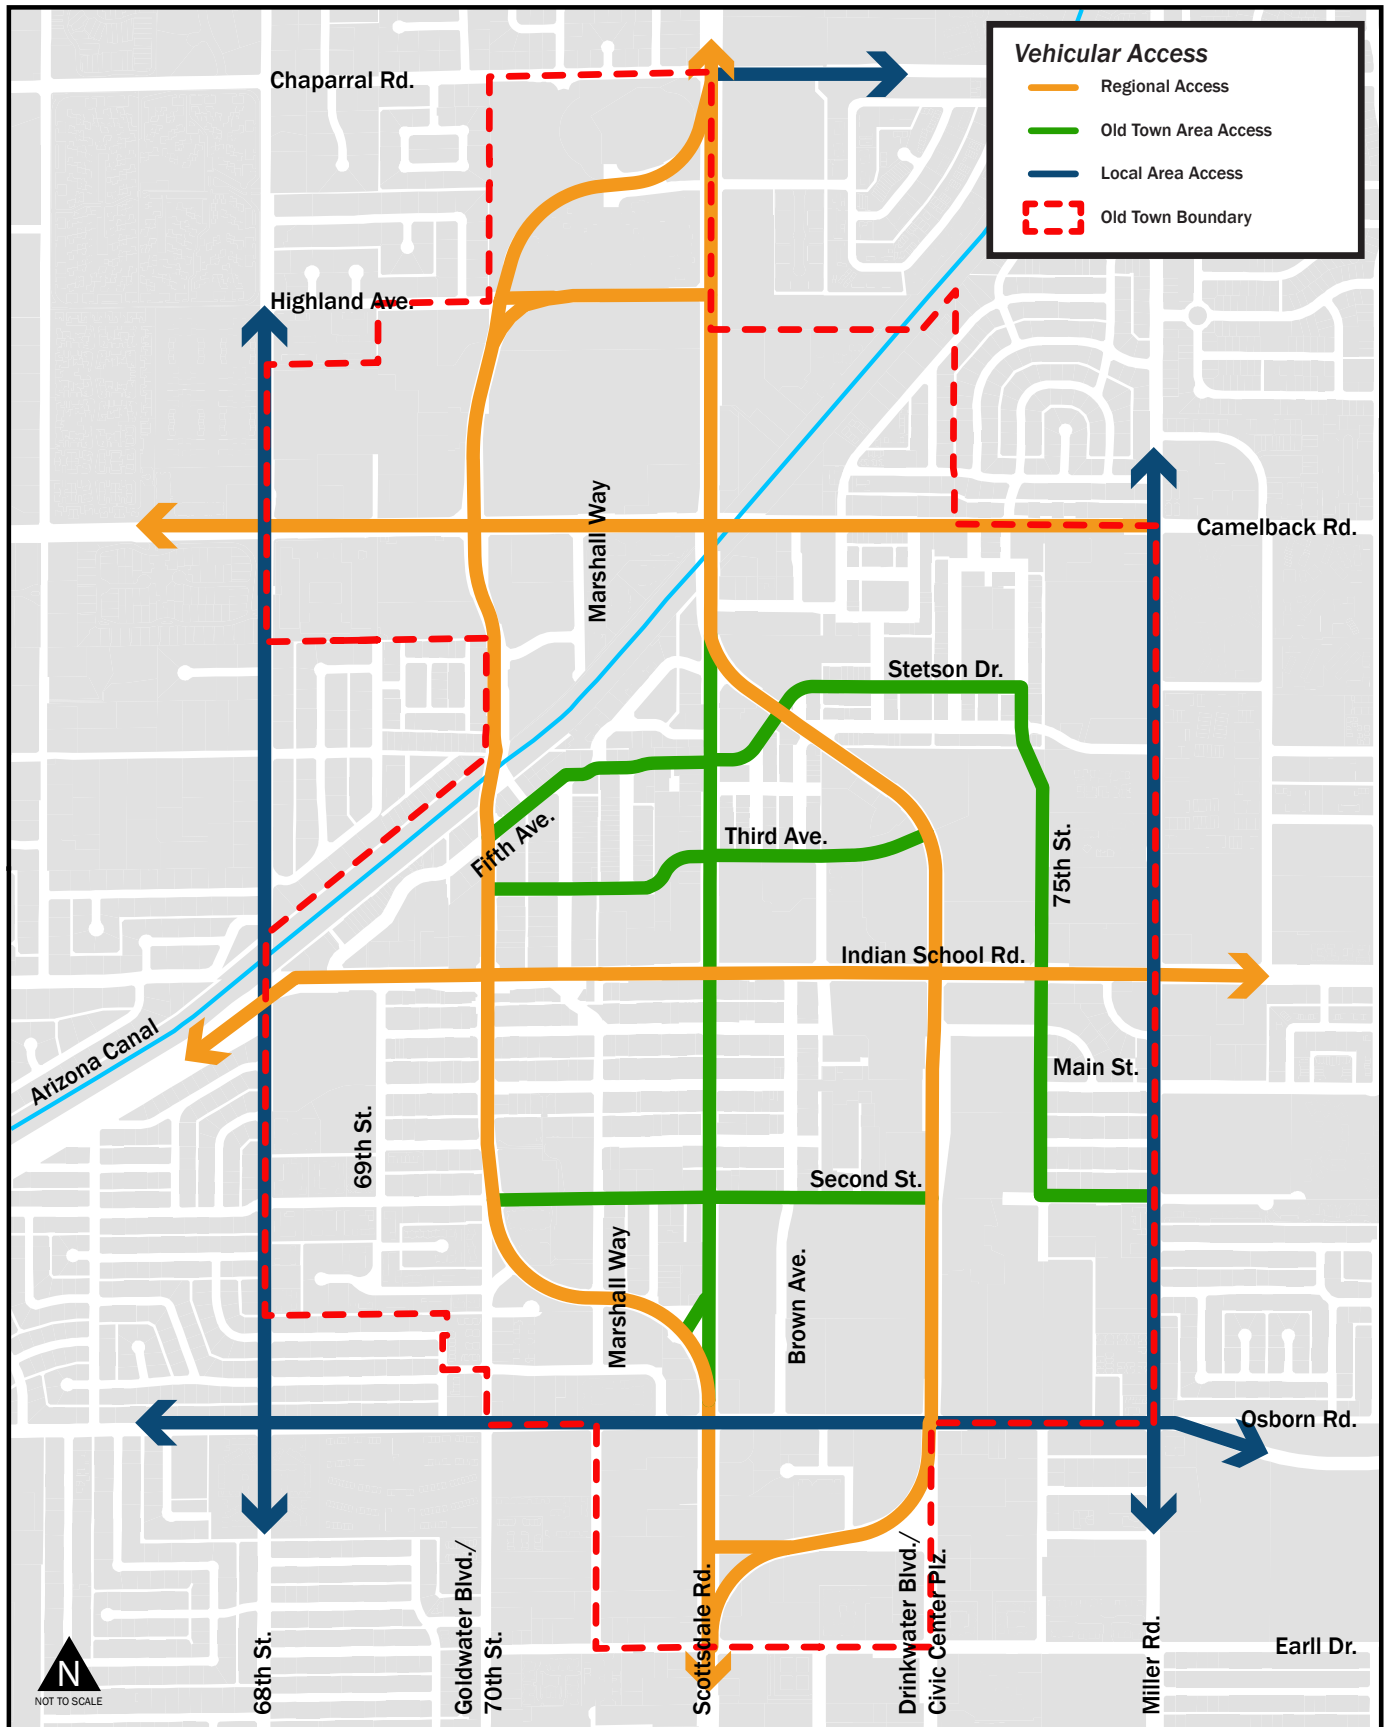 Vehicular Access
Regional Access
Old Town Area Access
Local Area Access
Old Town Boundary
Chaparral Rd.
Highland Ave.
Marshall Way
Camelback Rd.
Stetson Dr.
Fifth Ave.
Third Ave.
75th St.
Indian School Rd.
Arizona Canal
Main St.
69th St.
Second St.
Marshall Way
Brown Ave.
Osborn Rd.
68th St.
Goldwater Blvd./
70th St.
Scottsdale Rd.
Drinkwater Blvd./
Civic Center Plz.
Miller Rd.
Earll Dr.
N
NOT TO SCALE